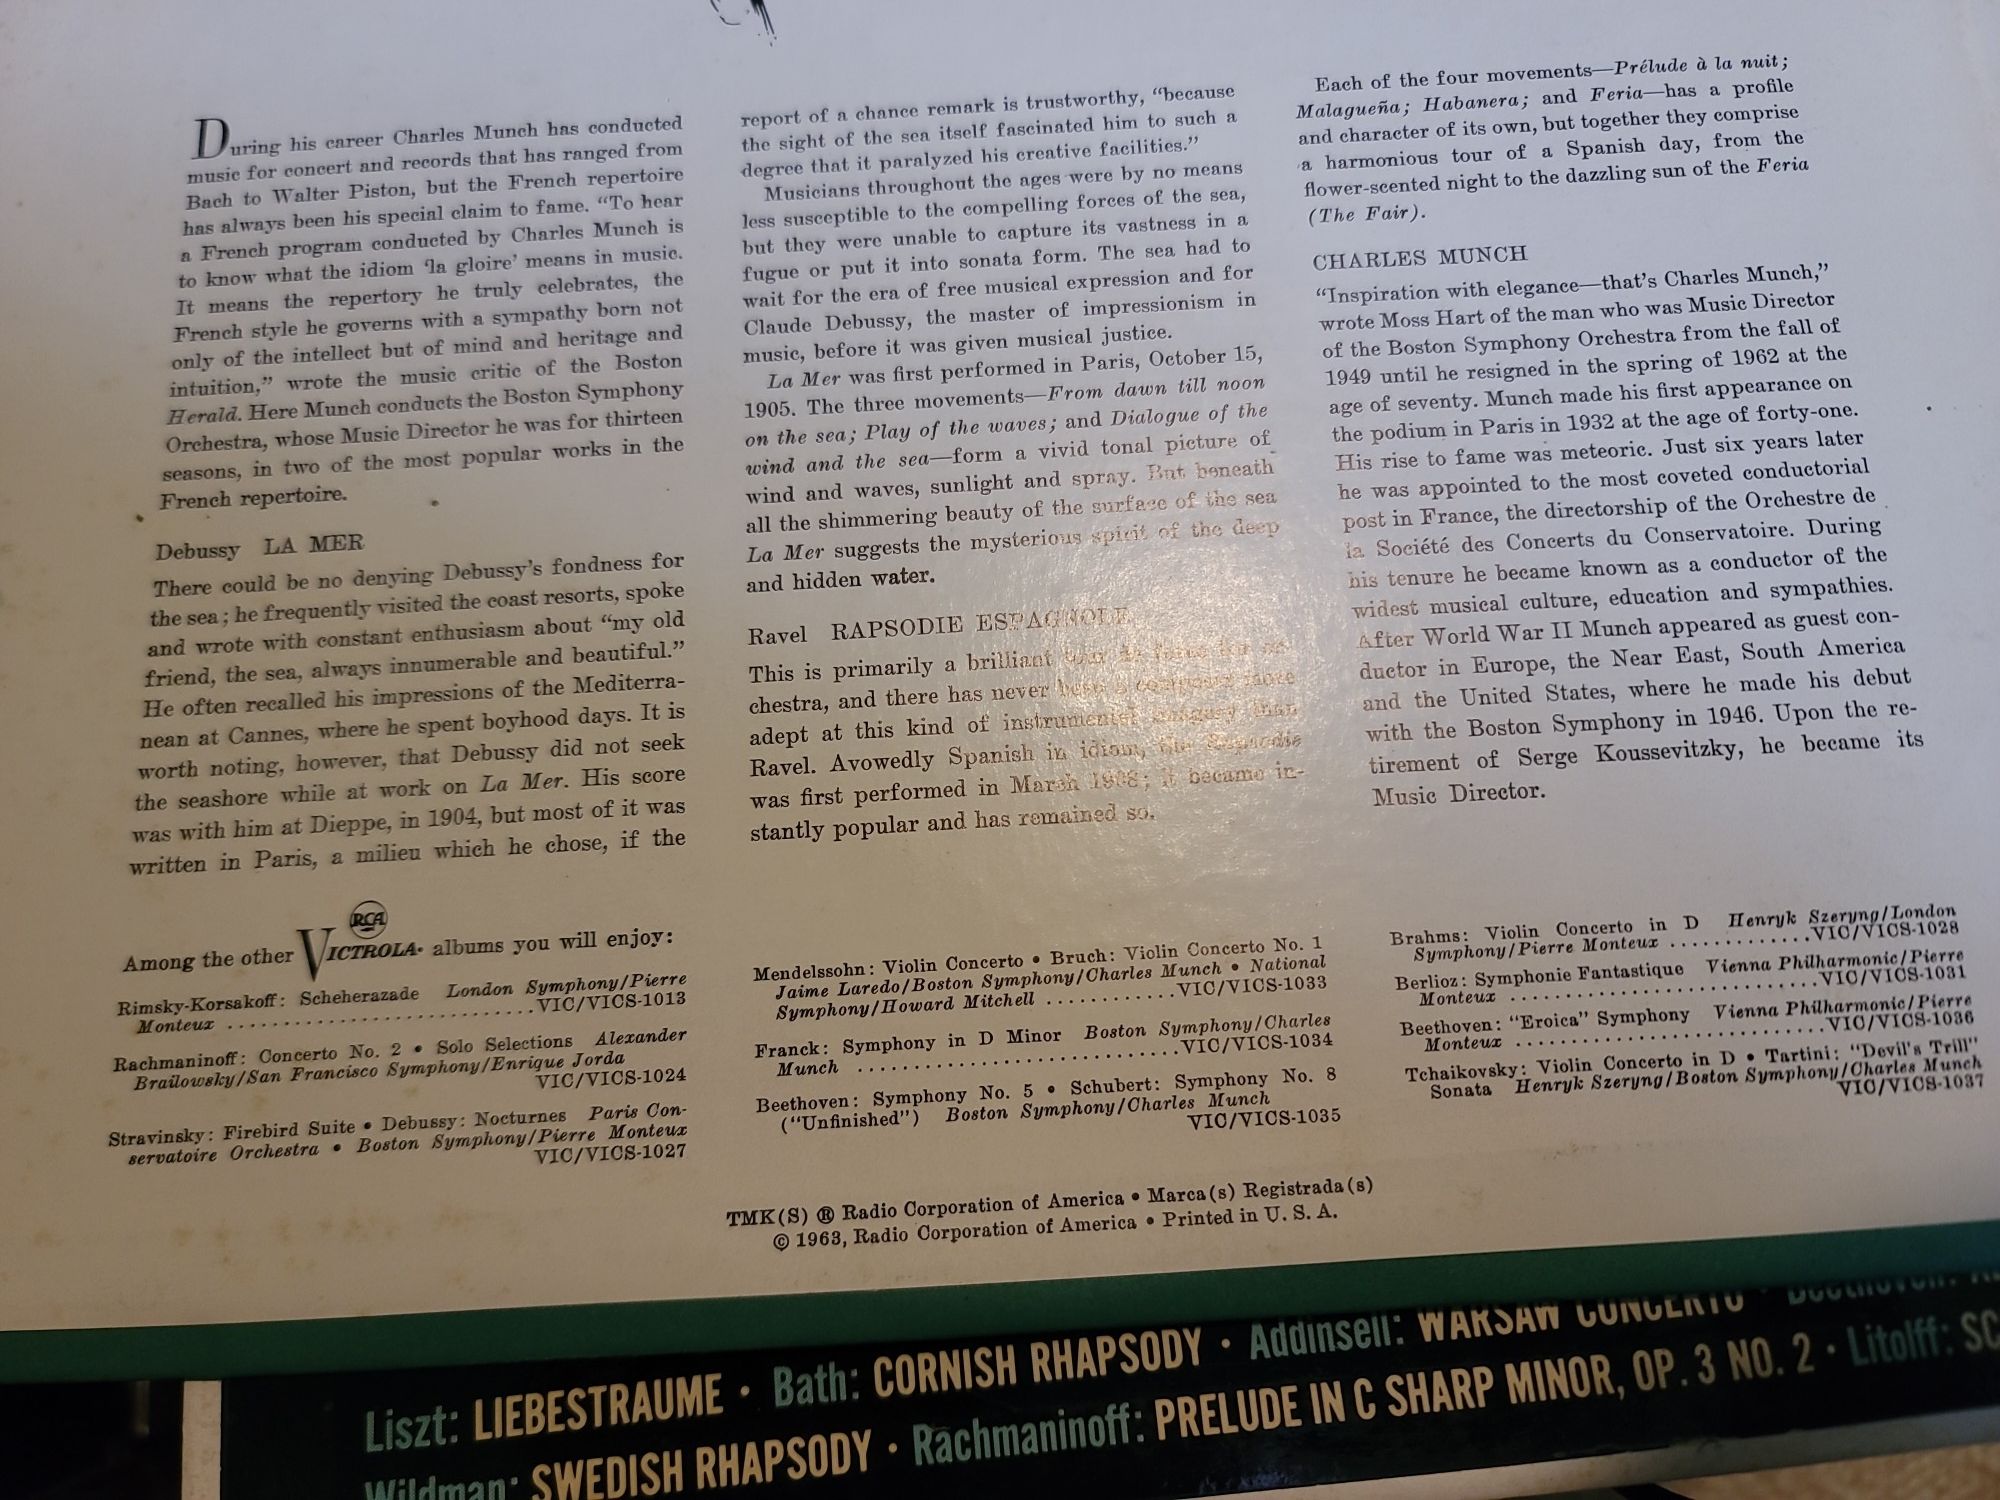 During his career Charles Munch has conducted
music for concert and records that has ranged from
Bach to Walter Piston, but the French repertoire
has always been his special claim to fame. “To hear
a French program conducted by Charles Munch is
to know what the idiom ‘la gloire’ means in music.
It means the repertory he truly celebrates, the
French style he governs with a sympathy born not
only of the intellect but of mind and heritage and
intuition,” wrote the music critic of the Boston
Herald. Here Munch conducts the Boston Symphony
Orchestra, whose Music Director he was for thirteen
seasons, in two of the most popular works in the
French repertoire.
Debussy LA MER
There could be no denying Debussy’s fondness for
the sea; he frequently visited the coast resorts, spoke
and wrote with constant enthusiasm about “my old
friend, the sea, always innumerable and beautiful.”
He often recalled his impressions of the Mediterra-
nean at Cannes, where he spent boyhood days. It is
worth noting, however, that Debussy did not seek
the seashore while at work on La Mer. His score
was with him at Dieppe, in 1904, but most of it was
written in Paris, a milieu which he chose, if the
report of a chance remark is trustworthy, “because
the sight of the sea itself fascinated him to such a
degree that it paralyzed his creative facilities.”
Musicians throughout the ages were by no means
less susceptible to the compelling forces of the sea,
but they were unable to capture its vastness in a
fugue or put it into sonata form. The sea had to
wait for the era of free musical expression and for
Claude Debussy, the master of impressionism in
music, before it was given musical justice.
La Mer was first performed in Paris, October 15,
1905. The three movements—From dawn till noon
on the sea; Play of the waves; and Dialogue of the
wind and the sea—form a vivid tonal picture of
wind and waves, sunlight and spray. But beneath
all the shimmering beauty of the surface of the sea
La Mer suggests the mysterious spirit of the deep
and hidden water.
Ravel RAPSODIE ESPAGNOLE
This is primarily a brilliant tour de force for or-
chestra, and there has never been a composer more
adept at this kind of instrumental than
Ravel. Avowedly Spanish in idiom, the Rapsodie
was first performed in March 1908; it became in-
stantly popular and has remained so.
Each of the four movements—Prélude à la nuit;
Malagueña; Habanera; and Feria—has a profile
and character of its own, but together they comprise
a harmonious tour of a Spanish day, from the
flower-scented night to the dazzling sun of the Feria
(The Fair).
CHARLES MUNCH
“Inspiration with elegance—that’s Charles Munch,”
wrote Moss Hart of the man who was Music Director
of the Boston Symphony Orchestra from the fall of
1949 until he resigned in the spring of 1962 at the
age of seventy. Munch made his first appearance on
the podium in Paris in 1932 at the age of forty-one.
His rise to fame was meteoric. Just six years later
he was appointed to the most coveted conductorial
post in France, the directorship of the Orchestre de
la Société des Concerts du Conservatoire. During
his tenure he became known as a conductor of the
widest musical culture, education and sympathies.
After World War II Munch appeared as guest con-
ductor in Europe, the Near East, South America
and the United States, where he made his debut
with the Boston Symphony in 1946. Upon the re-
tirement of Serge Koussevitzky, he became its
Music Director.
RCA
Among the other VICTROLA albums you will enjoy:
Rimsky-Korsakoff: Scheherazade London Symphony/Pierre
Monteux ..........................VIC/VICS-1013
Rachmaninoff: Concerto No. 2 • Solo Selections Alexander
Brailowsky/San Francisco Symphony/Enrique Jorda
VIC/VICS-1024
Stravinsky: Firebird Suite • Debussy: Nocturnes Paris Con-
servatoire Orchestra • Boston Symphony/Pierre Monteux
VIC/VICS-1027
Mendelssohn: Violin Concerto • Bruch: Violin Concerto No. 1
Jaime Laredo/Boston Symphony/Charles Munch • National
Symphony/Howard Mitchell ............VIC/VICS-1033
Franck: Symphony in D Minor Boston Symphony/Charles
Munch ..........................VIC/VICS-1034
Beethoven: Symphony No. 5 • Schubert: Symphony No. 8
(“Unfinished”) Boston Symphony/Charles Munch
VIC/VICS-1035
Brahms: Violin Concerto in D Henryk Szeryng/London
Symphony/Pierre Monteux .............VIC/VICS-1028
Berlioz: Symphonie Fantastique Vienna Philharmonic/Pierre
Monteux ............................VIC/VICS-1031
Beethoven: “Eroica” Symphony Vienna Philharmonic/Pierre
Monteux ............................VIC/VICS-1036
Tchaikovsky: Violin Concerto in D • Tartini: “Devil’s Trill”
Sonata Henryk Szeryng/Boston Symphony/Charles Munch
VIC/VICS-1037
TMK(S) ® Radio Corporation of America • Marca(s) Registrada(s)
© 1963, Radio Corporation of America • Printed in U. S. A.
Liszt: LIEBESTRAUME · Bath: CORNISH RHAPSODY · Addinsell: WARSAW CONCERTO · Beethoven:
Wildman: SWEDISH RHAPSODY · Rachmaninoff: PRELUDE IN C SHARP MINOR, OP. 3 NO. 2 · Litolff: SC